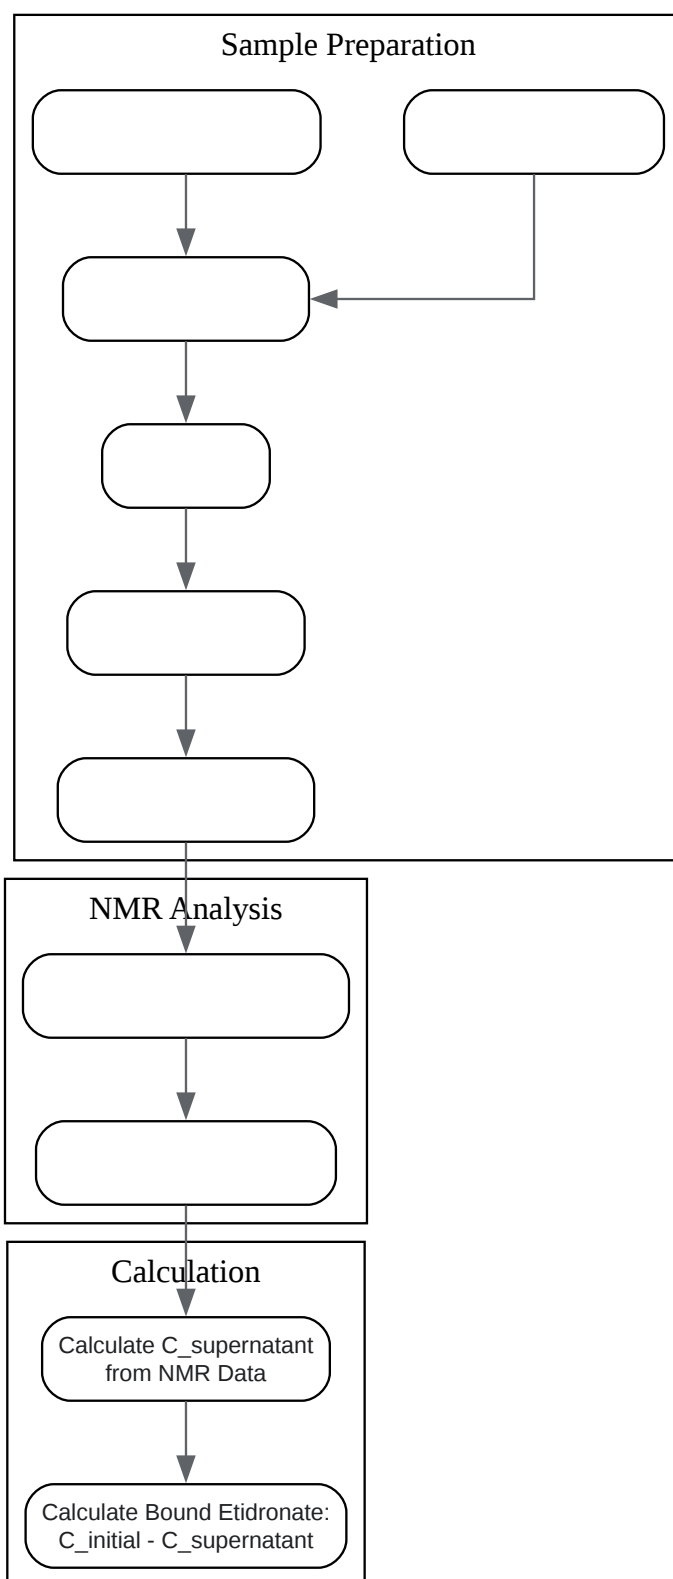 Sample Preparation
NMR Analysis
Calculation
Calculate C_supernatant
from NMR Data
Calculate Bound Etidronate:
C_initial - C_supernatant